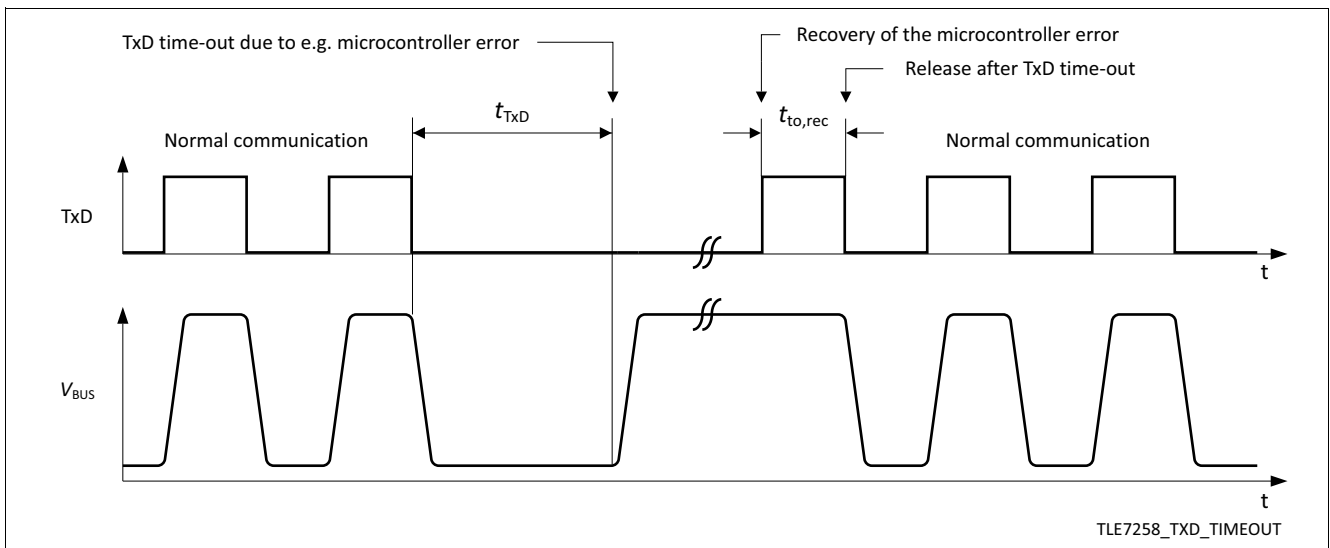 TxD time-out due to e.g. microcontroller error
Recovery of the microcontroller error
Release after TxD time-out
tTxD
tto,rec
Normal communication
Normal communication
TxD
t
VBUS
t
TLE7258_TXD_TIMEOUT